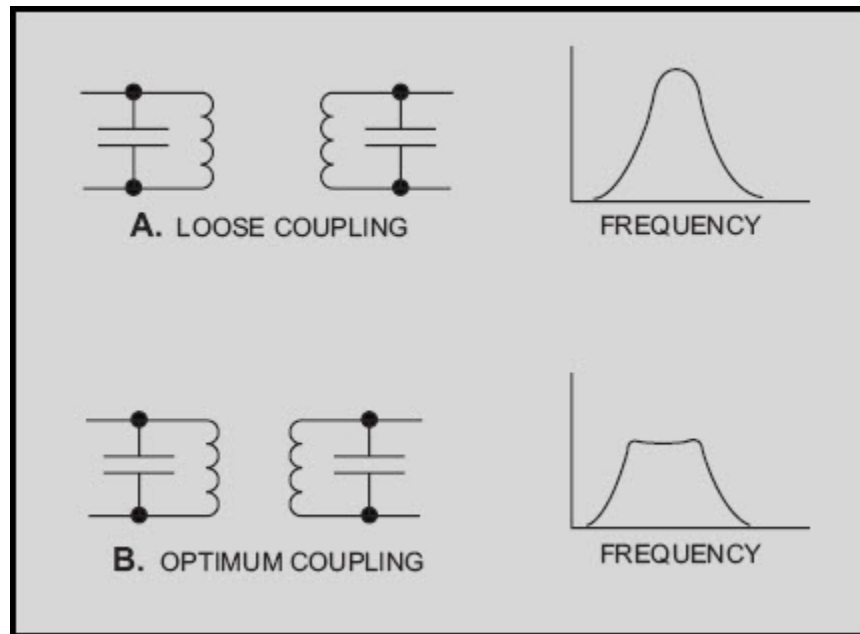 A. LOOSE COUPLING
FREQUENCY
B. OPTIMUM COUPLING
FREQUENCY